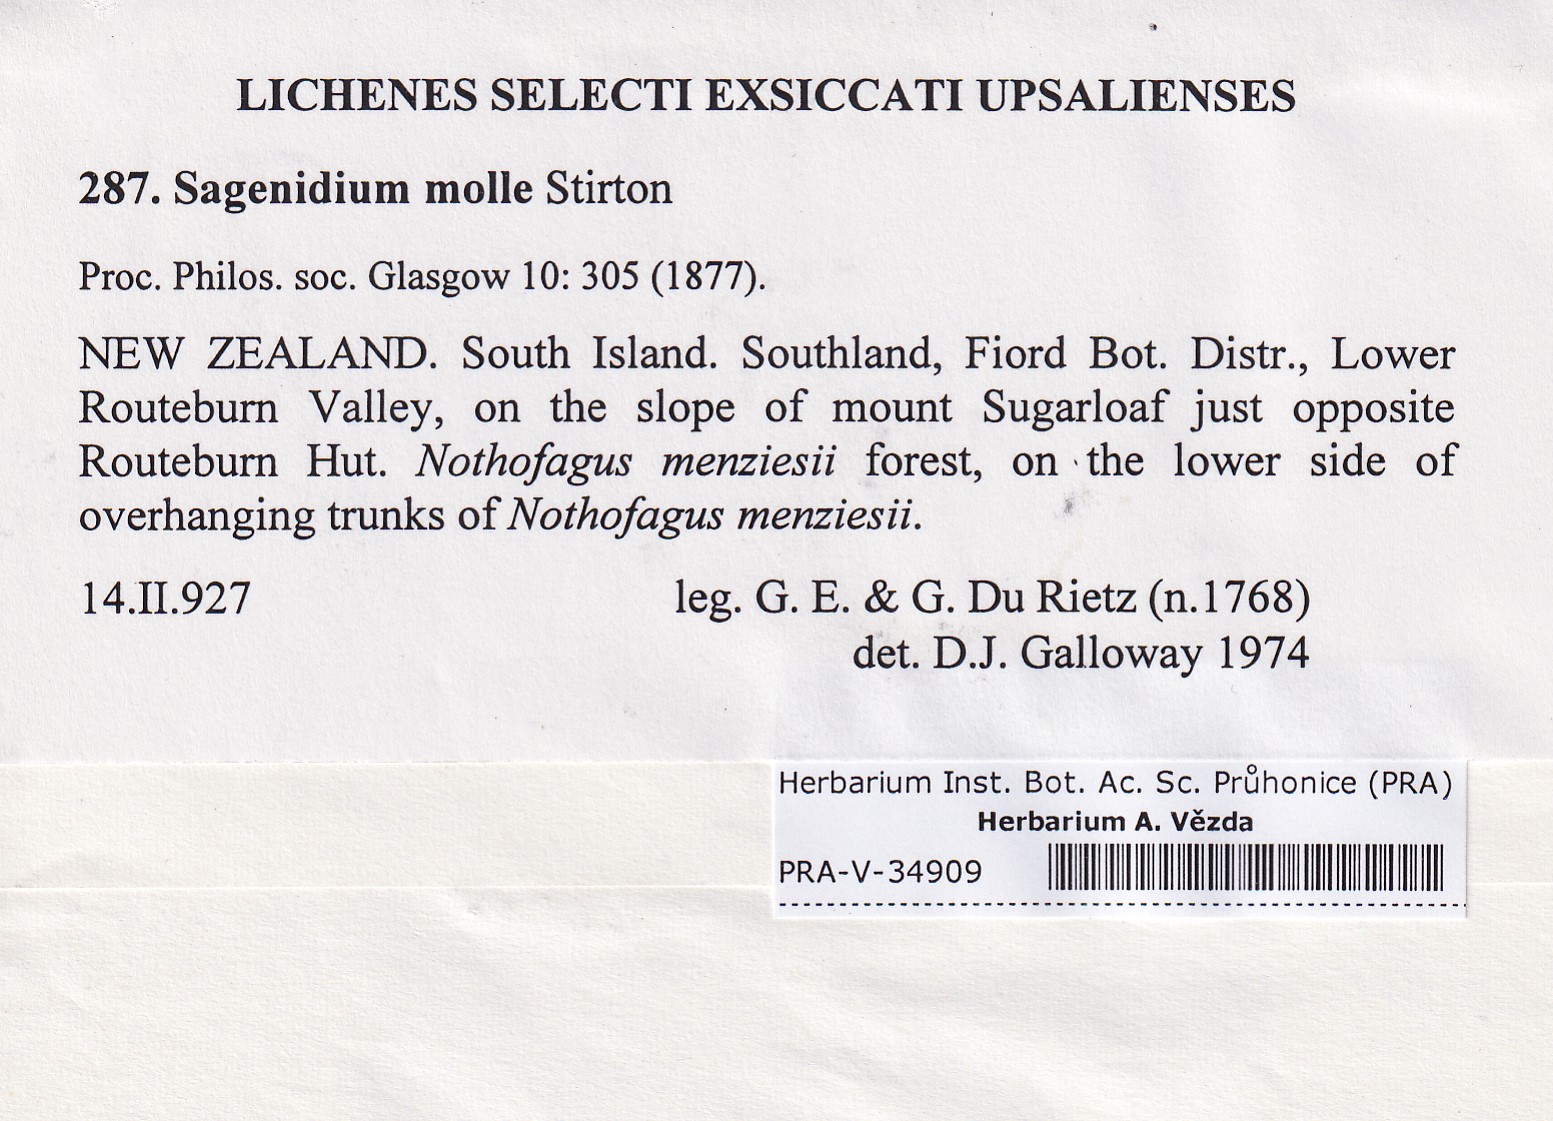 LICHENES SELECTI EXSICCATI UPSALIENSES
287. Sagenidium molle Stirton
Proc. Philos. soc. Glasgow 10: 305 (1877).
NEW ZEALAND. South Island. Southland, Fiord Bot. Distr., Lower
Routeburn Valley, on the slope of mount Sugarloaf just opposite
Routeburn Hut. Nothofagus menziesii forest, on the lower side of
overhanging trunks of Nothofagus menziesii.
14.II.927 leg. G. E. & G. Du Rietz (n.1768)
det. D.J. Galloway 1974
Herbarium Inst. Bot. Ac. Sc. Průhonice (PRA)
Herbarium A. Vězda
PRA-V-34909